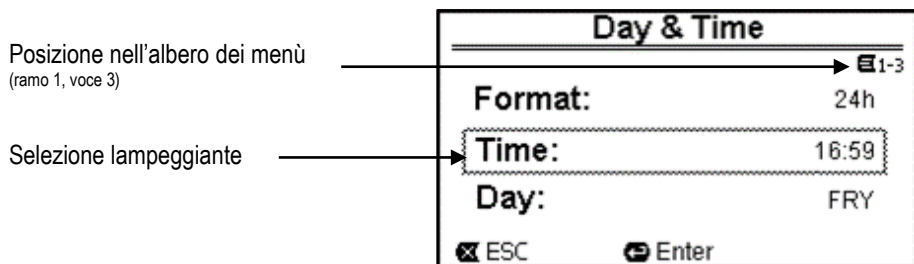 Day & Time
Posizione nell'albero dei menù
(ramo 1, voce 3)
1-3
Format: 24h
Selezione lampeggiante
Time: 16:59
Day: FRY
ESC Enter